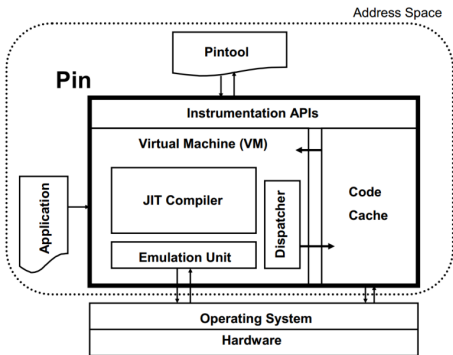 Address Space
Pintool
Pin
Instrumentation APIs
Virtual Machine (VM)
JIT Compiler
Emulation Unit
Dispatcher
Code
Cache
Application
Operating System
Hardware